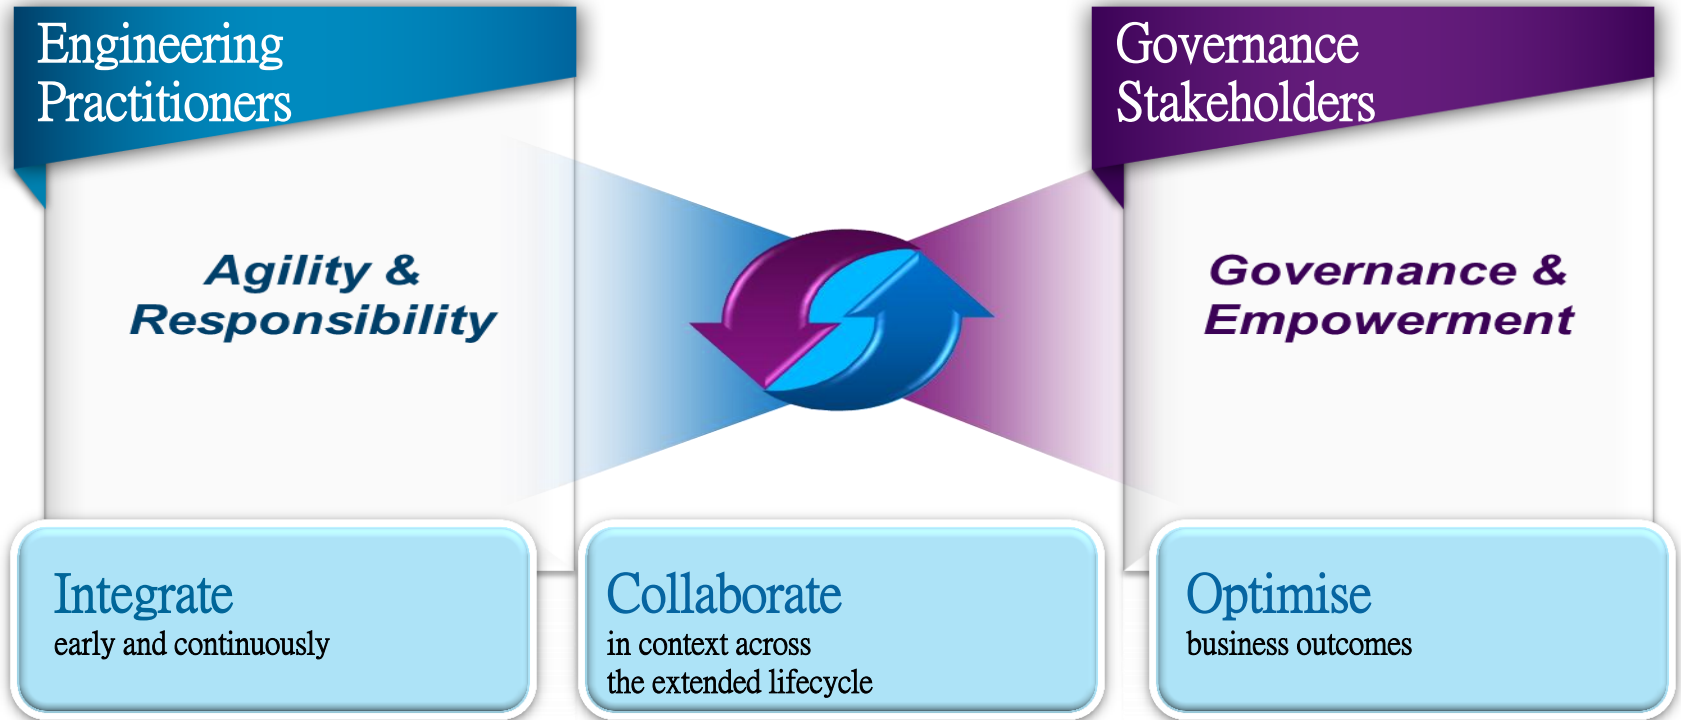 Engineering
Practitioners
Governance
Stakeholders
Agility &
Responsibility
Governance &
Empowerment
Integrate
early and continuously
Collaborate
in context across
the extended lifecycle
Optimise
business outcomes